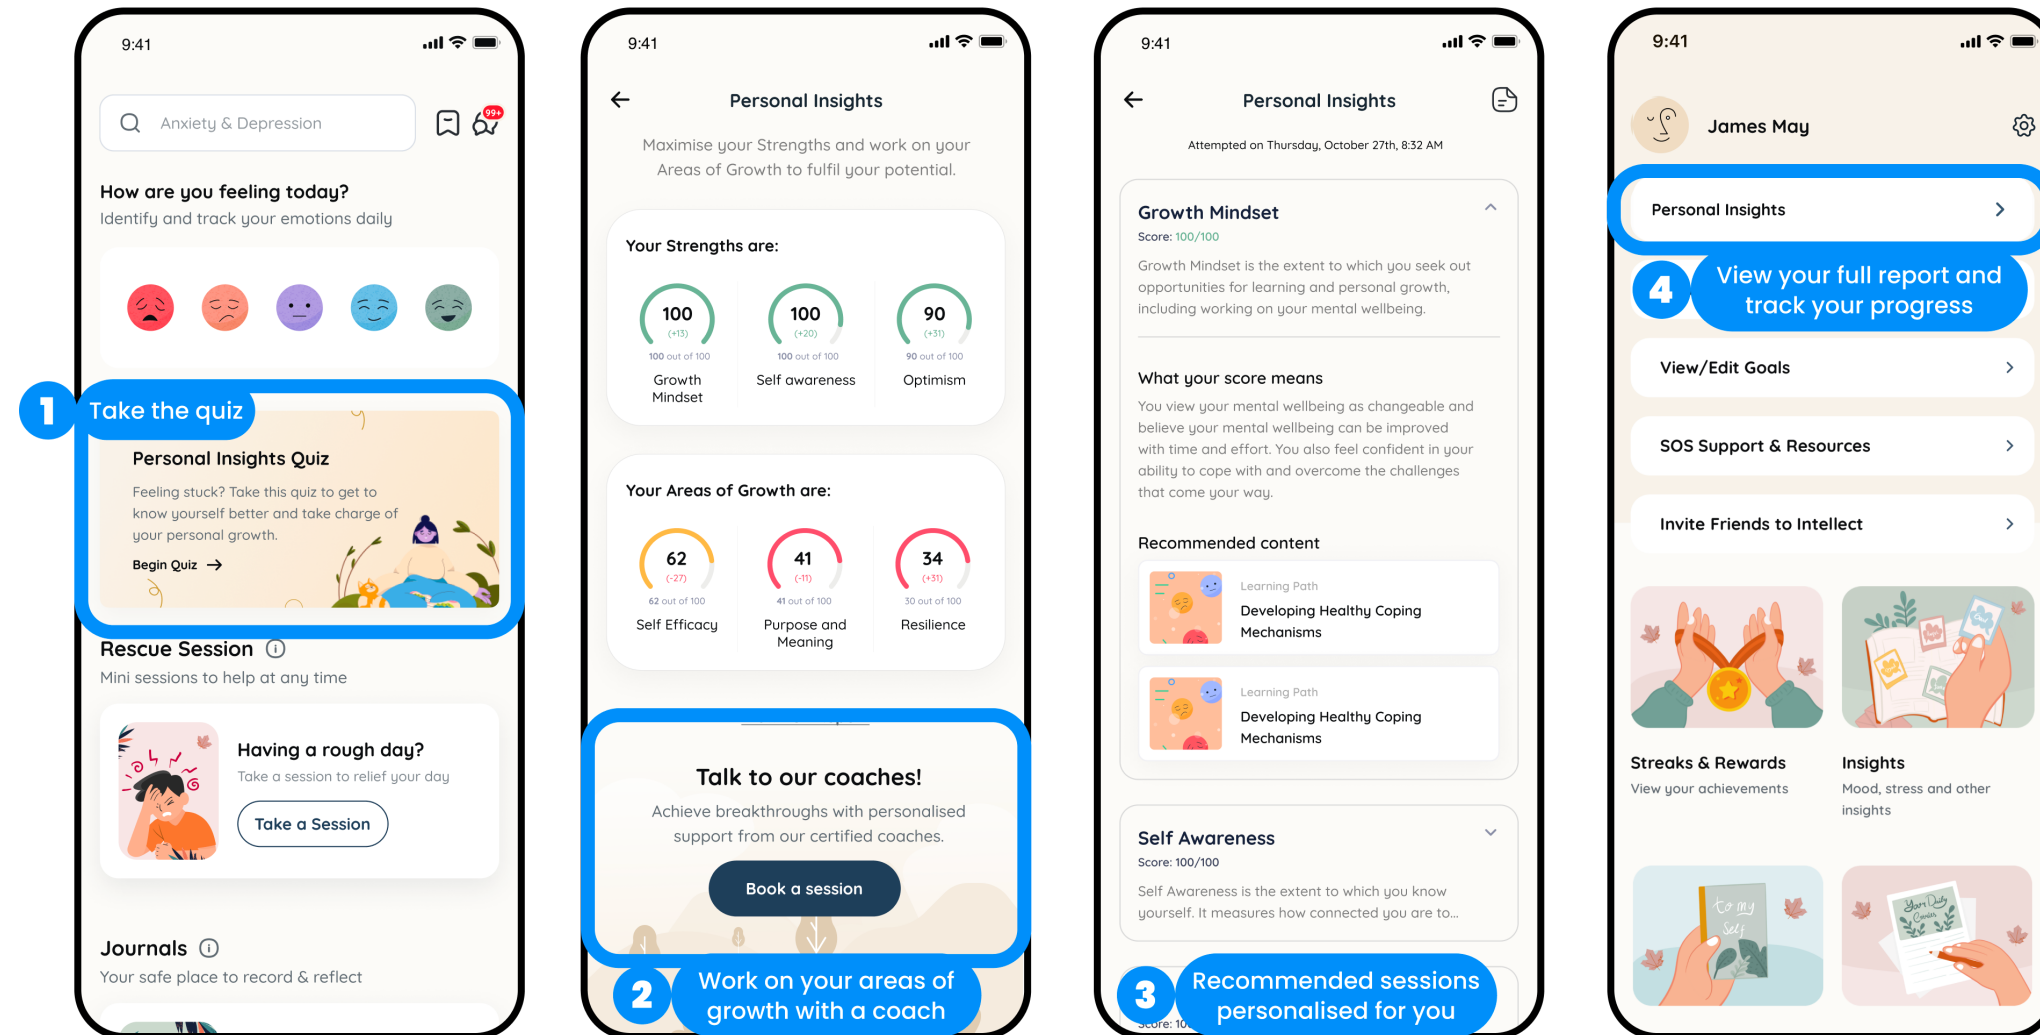 9:41
Anxiety & Depression
99+
How are you feeling today?
Identify and track your emotions daily
1
Take the quiz
Personal Insights Quiz
Feeling stuck? Take this quiz to get to
know yourself better and take charge of
your personal growth.
Begin Quiz →
Rescue Session
Mini sessions to help at any time
Having a rough day?
Take a session to relief your day
Take a Session
Journals
Your safe place to record & reflect
9:41
Personal Insights
Maximise your Strengths and work on your
Areas of Growth to fulfil your potential.
Your Strengths are:
100
(+13)
100 out of 100
Growth
Mindset
100
(+20)
100 out of 100
Self awareness
90
(+31)
90 out of 100
Optimism
Your Areas of Growth are:
62
(-27)
62 out of 100
Self Efficacy
41
(-11)
41 out of 100
Purpose and
Meaning
34
(+31)
30 out of 100
Resilience
Talk to our coaches!
Achieve breakthroughs with personalised
support from our certified coaches.
Book a session
2
Work on your areas of
growth with a coach
9:41
Personal Insights
Attempted on Thursday, October 27th, 8:32 AM
Growth Mindset
Score: 100/100
Growth Mindset is the extent to which you seek out
opportunities for learning and personal growth,
including working on your mental wellbeing.
What your score means
You view your mental wellbeing as changeable and
believe your mental wellbeing can be improved
with time and effort. You also feel confident in your
ability to cope with and overcome the challenges
that come your way.
Recommended content
Learning Path
Developing Healthy Coping
Mechanisms
Learning Path
Developing Healthy Coping
Mechanisms
Self Awareness
Score: 100/100
Self Awareness is the extent to which you know
yourself. It measures how connected you are to...
3
Recommended sessions
personalised for you
Score: 10
9:41
James May
Personal Insights
4
View your full report and
track your progress
View/Edit Goals
SOS Support & Resources
Invite Friends to Intellect
Streaks & Rewards
View your achievements
Insights
Mood, stress and other
insights
to my
Self
Your Daily